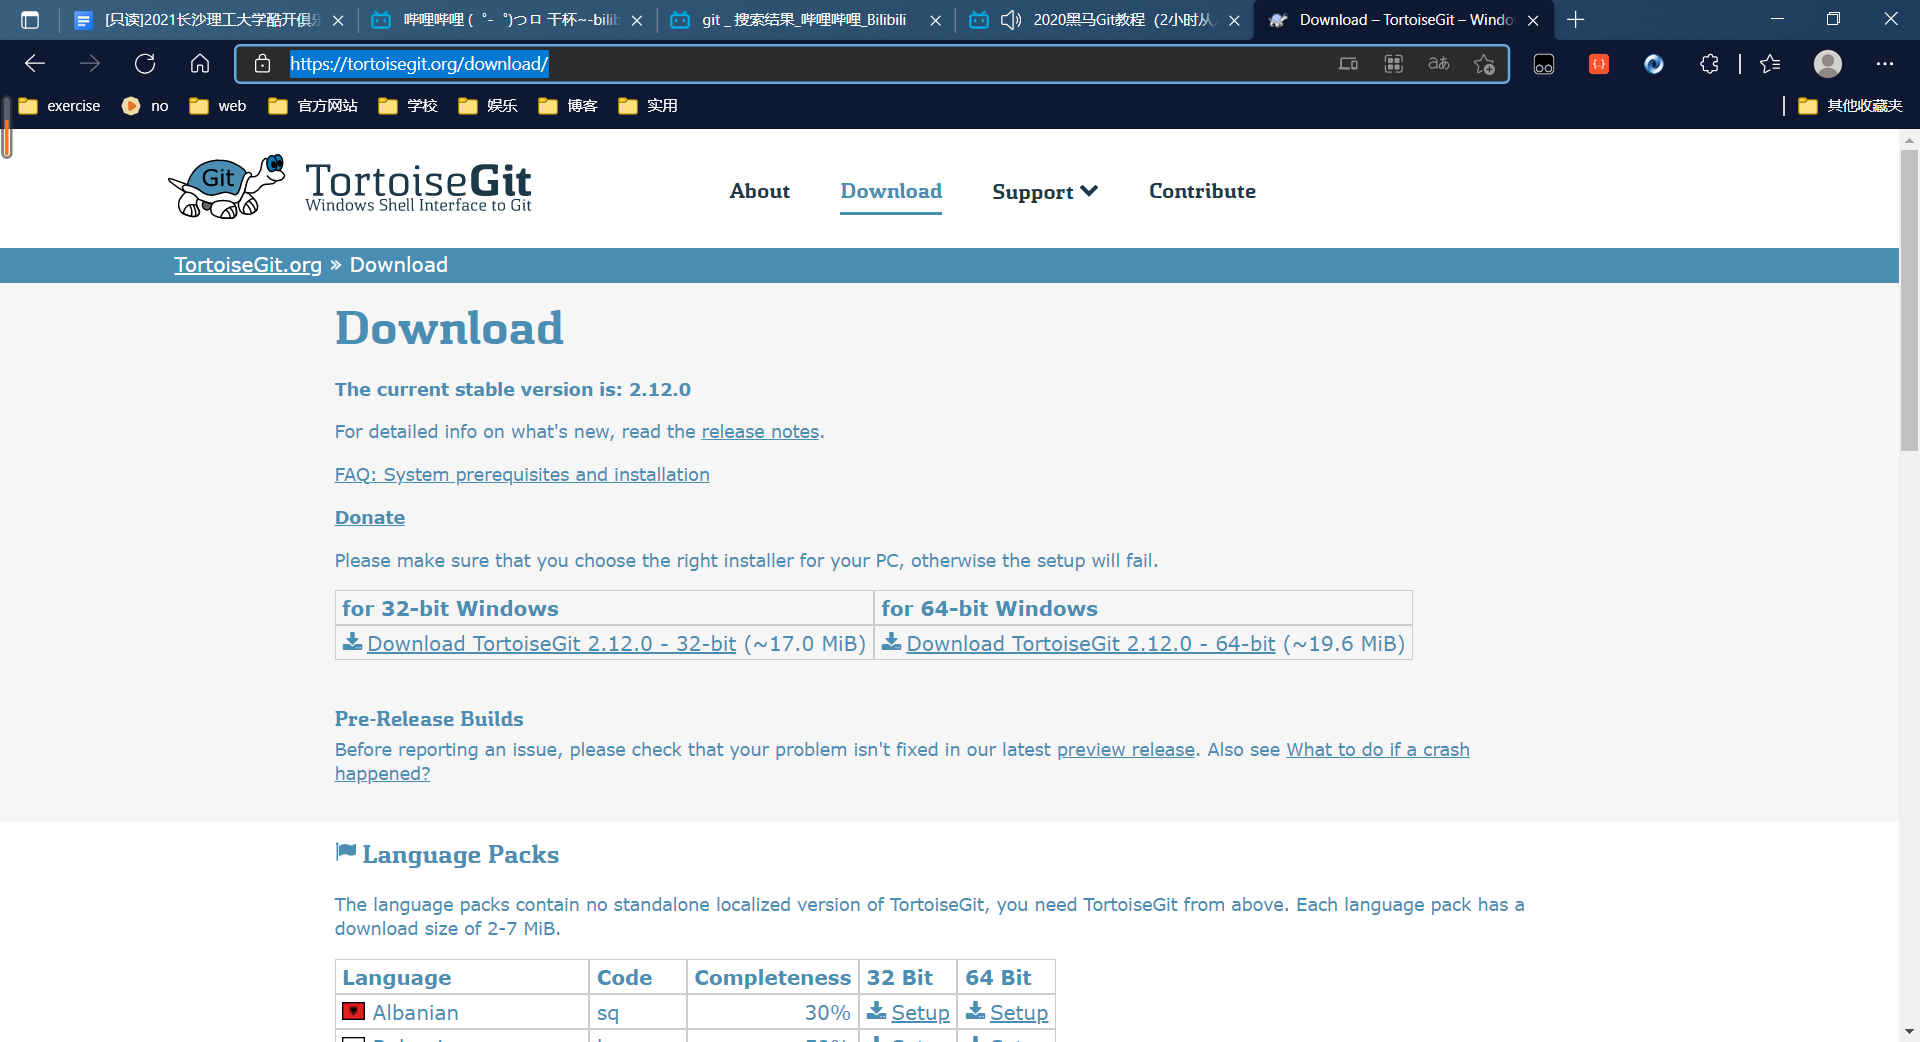 [只读]2021长沙理工大学酷开俱
哔哩哔哩 (゜-゜)つロ 干杯~-bilib
git _ 搜索结果_哔哩哔哩_Bilibili
2020黑马Git教程（2小时从
Download – TortoiseGit – Windo
https://tortoisegit.org/download/
exercise
no
web
官方网站
学校
娱乐
博客
实用
其他收藏夹
Git
TortoiseGit
Windows Shell Interface to Git
About
Download
Support
Contribute
TortoiseGit.org » Download
Download
The current stable version is: 2.12.0
For detailed info on what's new, read the release notes.
FAQ: System prerequisites and installation
Donate
Please make sure that you choose the right installer for your PC, otherwise the setup will fail.
for 32-bit Windows
for 64-bit Windows
Download TortoiseGit 2.12.0 - 32-bit (~17.0 MiB)
Download TortoiseGit 2.12.0 - 64-bit (~19.6 MiB)
Pre-Release Builds
Before reporting an issue, please check that your problem isn't fixed in our latest preview release. Also see What to do if a crash
happened?
Language Packs
The language packs contain no standalone localized version of TortoiseGit, you need TortoiseGit from above. Each language pack has a
download size of 2-7 MiB.
Language Code Completeness 32 Bit 64 Bit
Albanian sq 30% Setup Setup